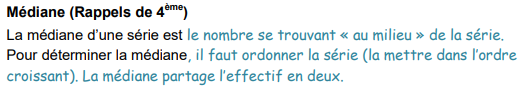 Médiane (Rappels de 4ème)
La médiane d'une série est le nombre se trouvant « au milieu » de la série.
Pour déterminer la médiane, il faut ordonner la série (la mettre dans l'ordre
croissant). La médiane partage l'effectif en deux.